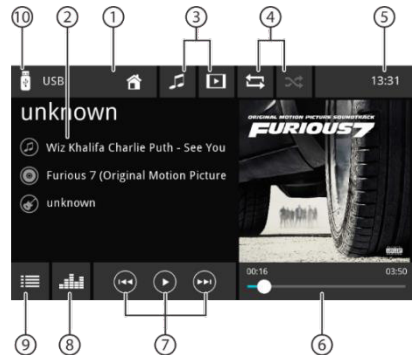 10 2 1 3 4 5
USB 13:31
unknown
Wiz Khalifa Charlie Puth - See You
Furious 7 (Original Motion Picture
unknown
ORIGINAL MOTION PICTURE SOUNDTRACK
FURIOUS7
00:16 03:50
9 8 7 6